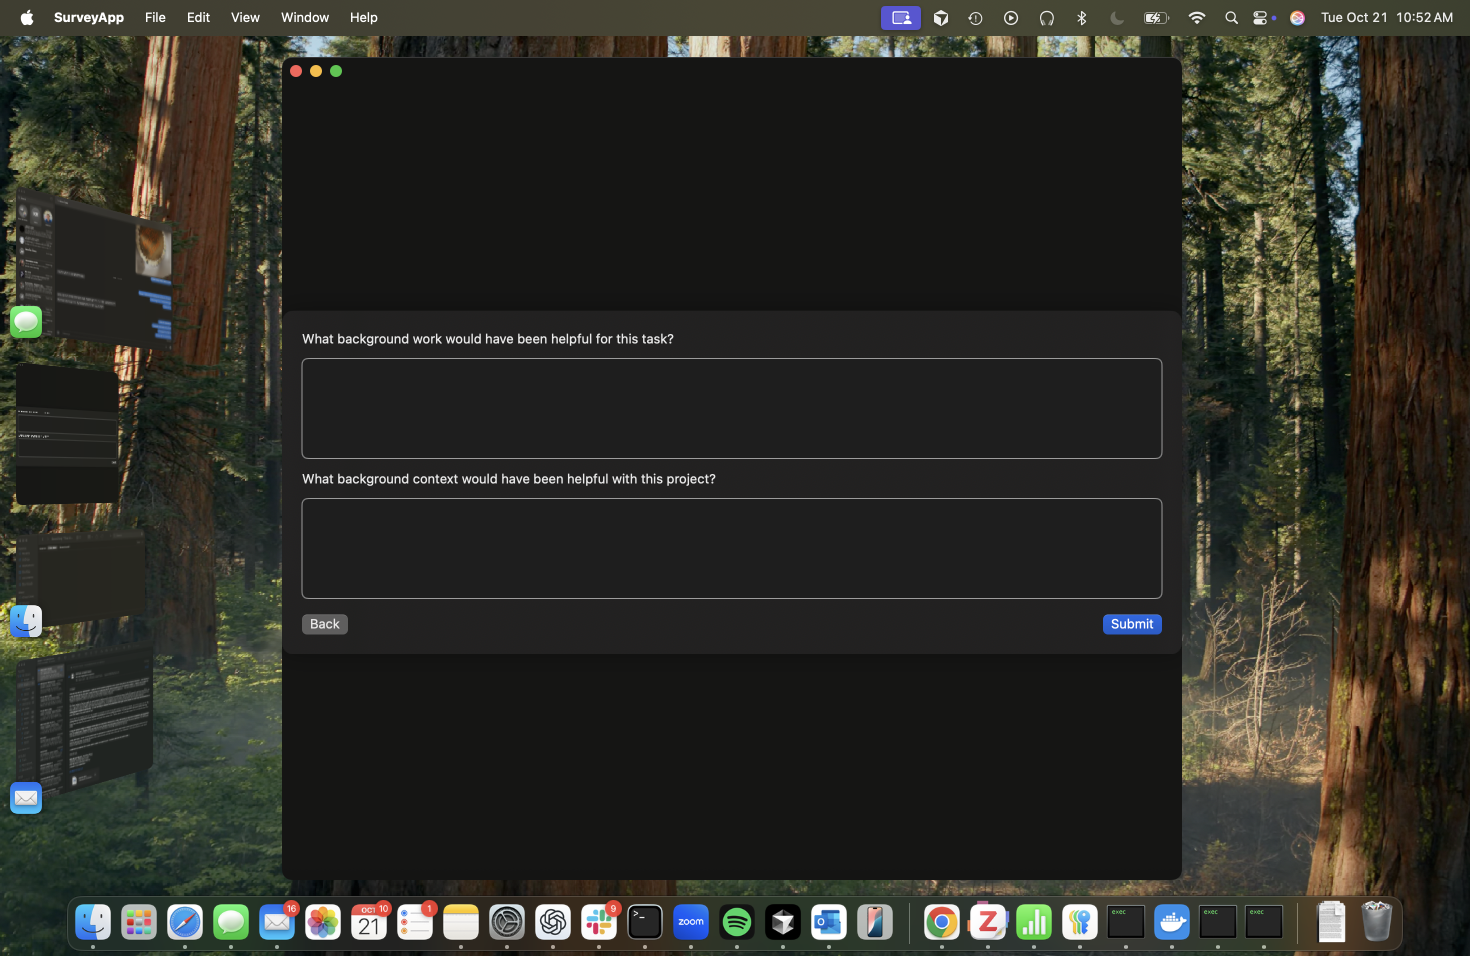 SurveyApp File Edit View Window Help Tue Oct 21 10:52 AM
What background work would have been helpful for this task?
What background context would have been helpful with this project?
Back Submit
16 OCT 10 1 9
21 >_ zoom exec exec exec